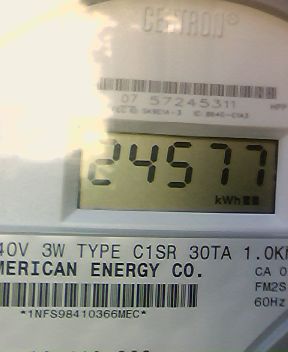 CENTRON®
07 57245311
24577
kWh
40V 3W TYPE C1SR 30TA 1.0K
MERICAN ENERGY CO.
CA 0
FM2S
60Hz
*1NFS98410366MEC*